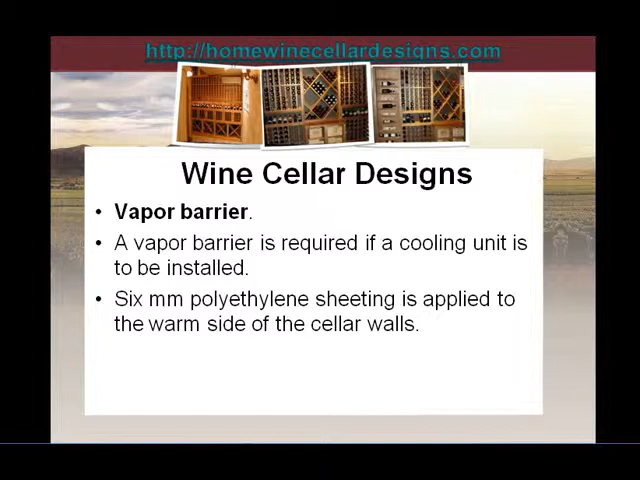 http://homewinecellardesigns.com
Wine Cellar Designs
• Vapor barrier.
• A vapor barrier is required if a cooling unit is
to be installed.
• Six mm polyethylene sheeting is applied to
the warm side of the cellar walls.